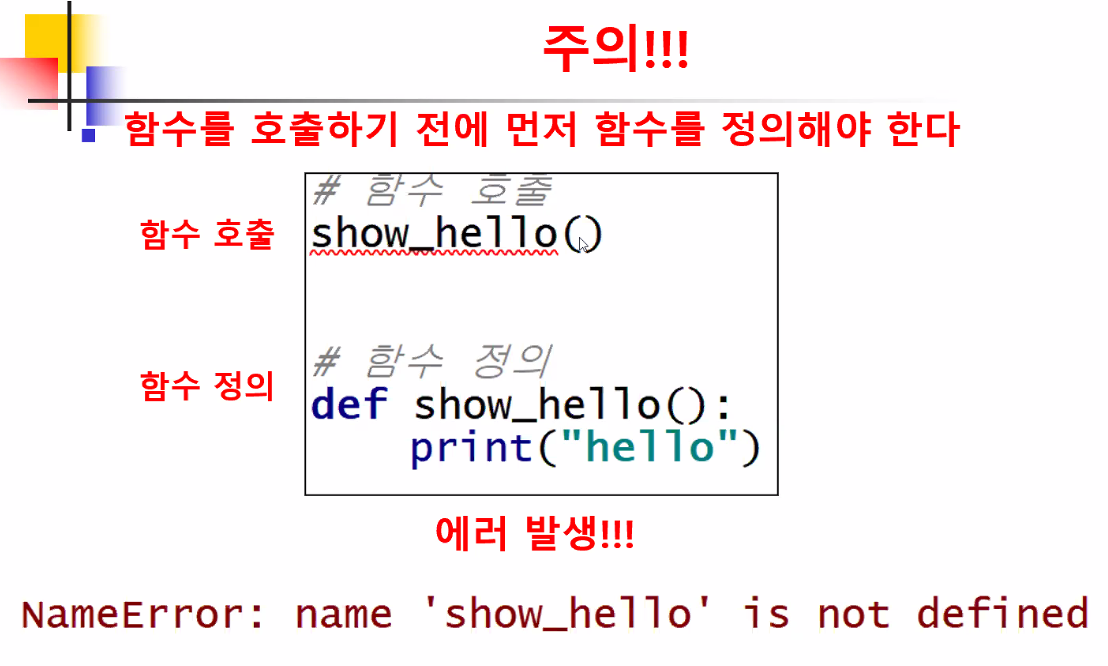 주의!!!
함수를 호출하기 전에 먼저 함수를 정의해야 한다
# 함수 호출
함수 호출 show_hello()
# 함수 정의
함수 정의
def show_hello():
print("hello")
에러 발생!!!
NameError: name 'show_hello' is not defined